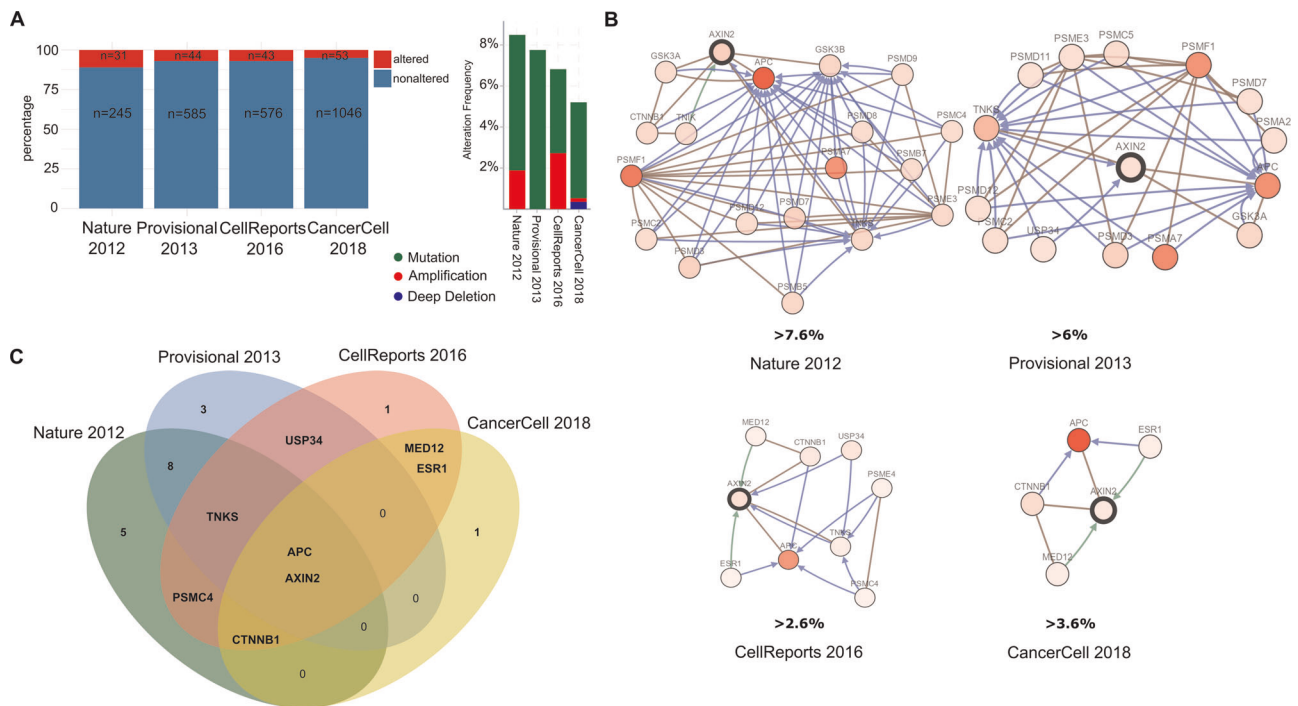 A
percentage
100
75
50
25
0
n=31
n=44
n=43
n=53
n=245
n=585
n=576
n=1046
altered
nonaltered
Nature
2012
Provisional
2013
CellReports
2016
CancerCell
2018
Alteration Frequency
8%
6%
4%
2%
Nature 2012
Provisional 2013
CellReports 2016
CancerCell 2018
Mutation
Amplification
Deep Deletion
B
AXIN2
GSK3A
APC
GSK3B
PSMD9
CTNNB1
TNIK
PSMD8
PSMC4
PSMF1
PSMA7
PSMB7
PSMD12
PSMD7
PSME3
PSMC2
PSMD3
PSMB5
>7.6%
Nature 2012
PSME3
PSMC5
PSMD11
PSMF1
PSMD7
TNKS
PSMA2
AXIN2
APC
PSMD12
PSMC2
USP34
PSMD3
PSMA7
GSK3A
>6%
Provisional 2013
MED12
CTNNB1
USP34
AXIN2
PSME4
TNKS
APC
ESR1
PSMC4
>2.6%
CellReports 2016
APC
ESR1
CTNNB1
AXIN2
MED12
>3.6%
CancerCell 2018
C
Provisional 2013
CellReports 2016
Nature 2012
CancerCell 2018
3
1
USP34
MED12
ESR1
8
TNKS
0
5
1
APC
AXIN2
PSMC4
0
0
CTNNB1
0